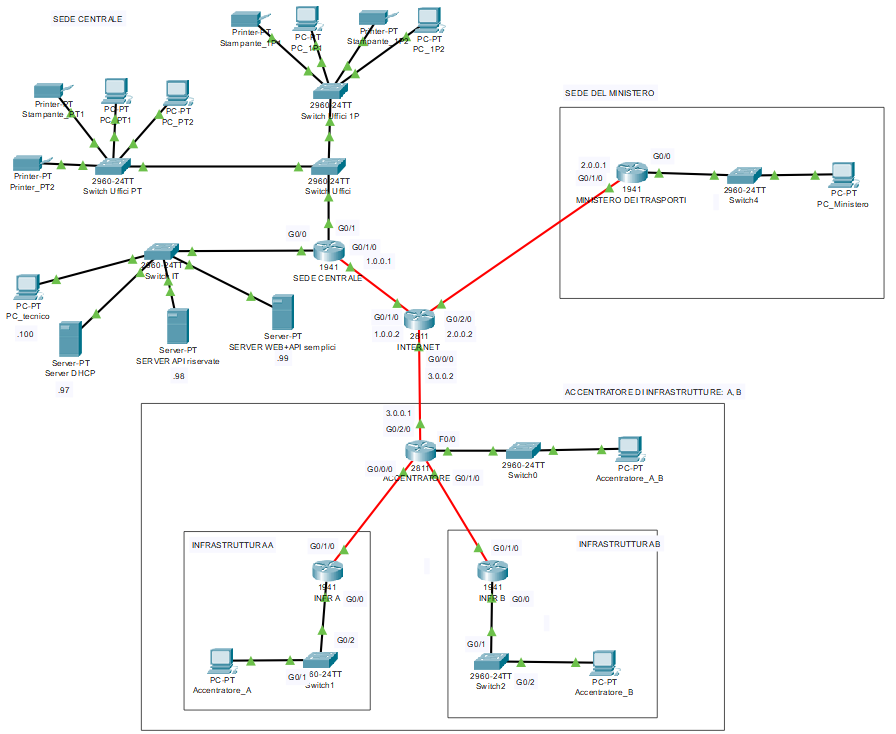 SEDE CENTRALE
Printer-PT
Stampante_1P1
PC-PT
PC_1P1
Printer-PT
Stampante_1P2
PC-PT
PC_1P2
2960-24TT
Switch Uffici 1P
Printer-PT
Stampante_PT1
PC-PT
PC_PT1
PC-PT
PC_PT2
Printer-PT
Printer_PT2
2960-24TT
Switch Uffici PT
2960-24TT
Switch Uffici
G0/0
G0/1
G0/1/0
1.0.0.1
1941
SEDE CENTRALE
2960-24TT
Switch IT
PC-PT
PC_tecnico
.100
Server-PT
Server DHCP
.97
Server-PT
SERVER API riservate
.98
Server-PT
SERVER WEB+API semplici
.99
SEDE DEL MINISTERO
2.0.0.1
G0/1/0
G0/0
1941
MINISTERO DEI TRASPORTI
2960-24TT
Switch4
PC-PT
PC_Ministero
G0/1/0
1.0.0.2
G0/2/0
2.0.0.2
2811
INTERNET
G0/0/0
3.0.0.2
ACCENTRATORE DI INFRASTRUTTURE: A, B
3.0.0.1
G0/2/0
F0/0
2811
ACCENTRATORE
G0/0/0
G0/1/0
2960-24TT
Switch0
PC-PT
Accentratore_A_B
INFRASTRUTTURA A
G0/1/0
1941
INFR A
G0/0
G0/2
G0/1
Switch1
PC-PT
Accentratore_A
INFRASTRUTTURA B
G0/1/0
1941
INFR B
G0/0
G0/1
2960-24TT
Switch2
G0/2
PC-PT
Accentratore_B